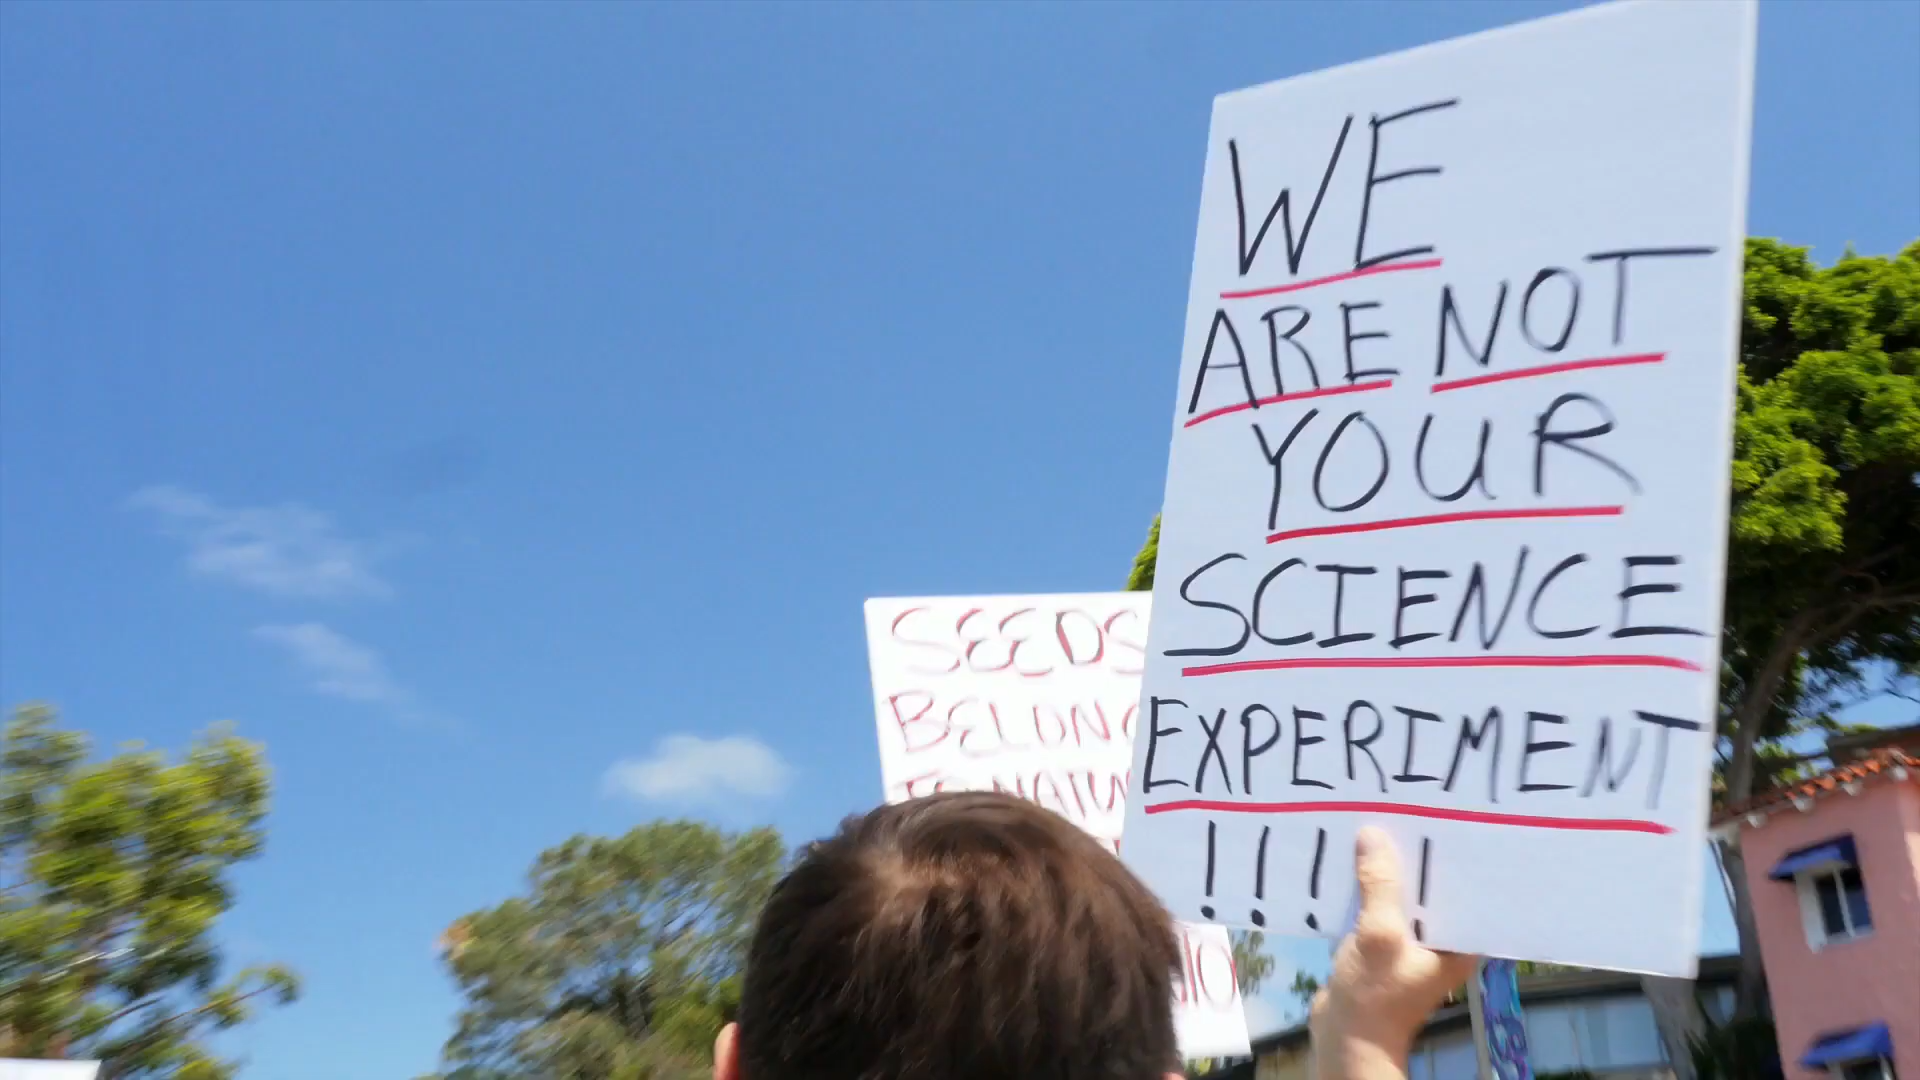 WE
ARE NOT
YOUR
SCIENCE
EXPERIMENT
!!!! !
SEEDS